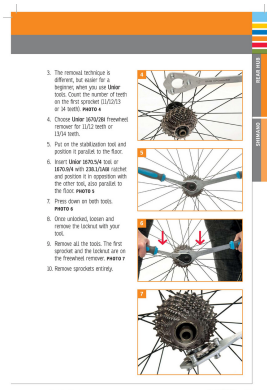 3. The removal technique is
different, but easier for a
beginner, when you use Unior
tools. Count the number of teeth
on the first sprocket (11/12/13
or 14 teeth). PHOTO 4
4
4. Choose Unior 1670/2BI freewheel
remover for 11/12 teeth or
13/14 teeth.
5. Put on the stabilization tool and
position it parallel to the floor.
5
6. Insert Unior 1670.5/4 tool or
1670.9/4 with 238.1/1ABI ratchet
and position it in opposition with
the other tool, also parallel to
the floor. PHOTO 5
7. Press down on both tools.
PHOTO 6
6
8. Once unlocked, loosen and
remove the locknut with your
tool.
9. Remove all the tools. The first
sprocket and the locknut are on
the freewheel remover. PHOTO 7
10. Remove sprockets entirely.
7
REAR HUB
SHIMANO